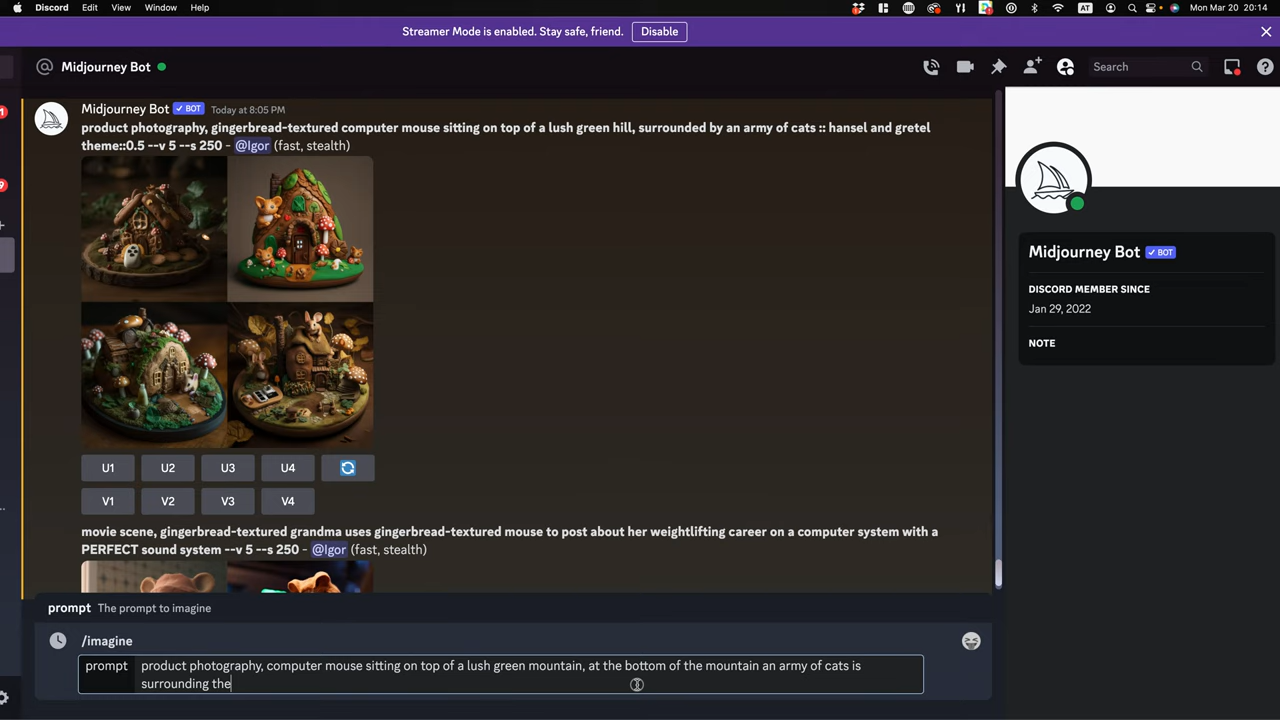 Discord Edit View Window Help
AT Mon Mar 20 20:14
Streamer Mode is enabled. Stay safe, friend. Disable
@ Midjourney Bot
Search
Midjourney Bot BOT Today at 8:05 PM
product photography, gingerbread-textured computer mouse sitting on top of a lush green hill, surrounded by an army of cats :: hansel and gretel
theme::0.5 --v 5 --s 250 - @Igor (fast, stealth)
U1 U2 U3 U4
V1 V2 V3 V4
movie scene, gingerbread-textured grandma uses gingerbread-textured mouse to post about her weightlifting career on a computer system with a
PERFECT sound system --v 5 --s 250 - @Igor (fast, stealth)
prompt The prompt to imagine
/imagine
prompt product photography, computer mouse sitting on top of a lush green mountain, at the bottom of the mountain an army of cats is
surrounding the
Midjourney Bot BOT
DISCORD MEMBER SINCE
Jan 29, 2022
NOTE